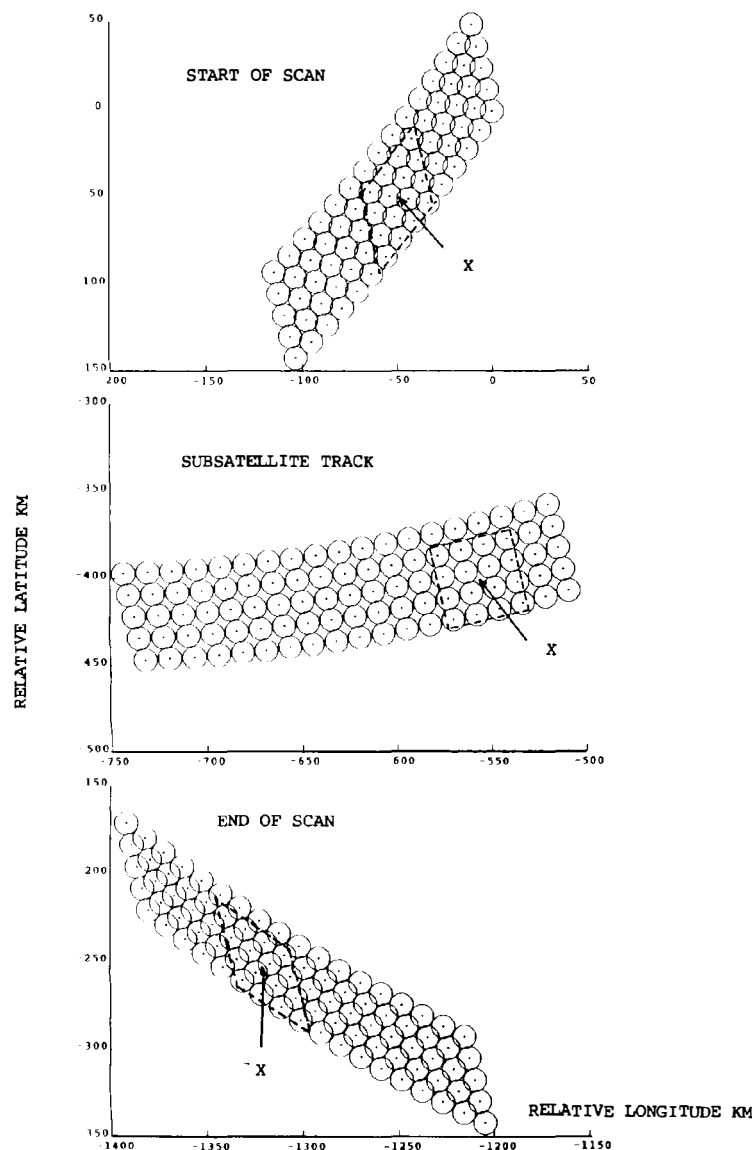 50
START OF SCAN
0
50
X
100
150
200 -150 -100 -50 0 50
-300
SUBSATELLITE TRACK
-350
-400
X
450
-500
-750 -700 -650 -600 -550 -500
RELATIVE LATITUDE KM
150
END OF SCAN
200
250
-300
X
350
RELATIVE LONGITUDE KM
-1400 -1350 -1300 -1250 -1200 -1150